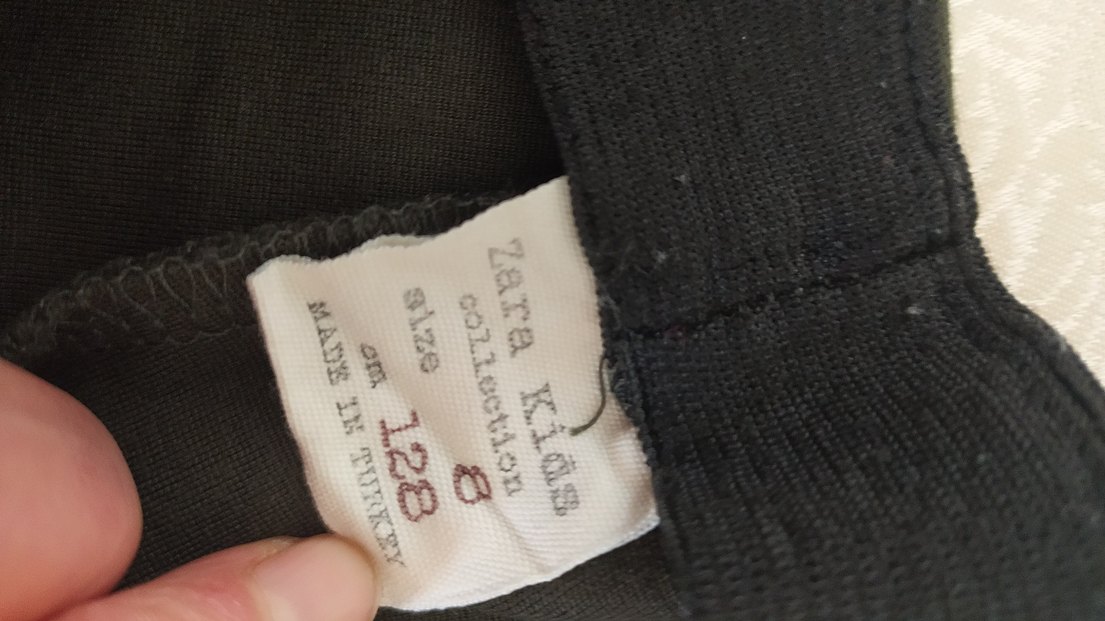 Zara Kids
collection
size 8
cm 128
MADE IN TURKEY